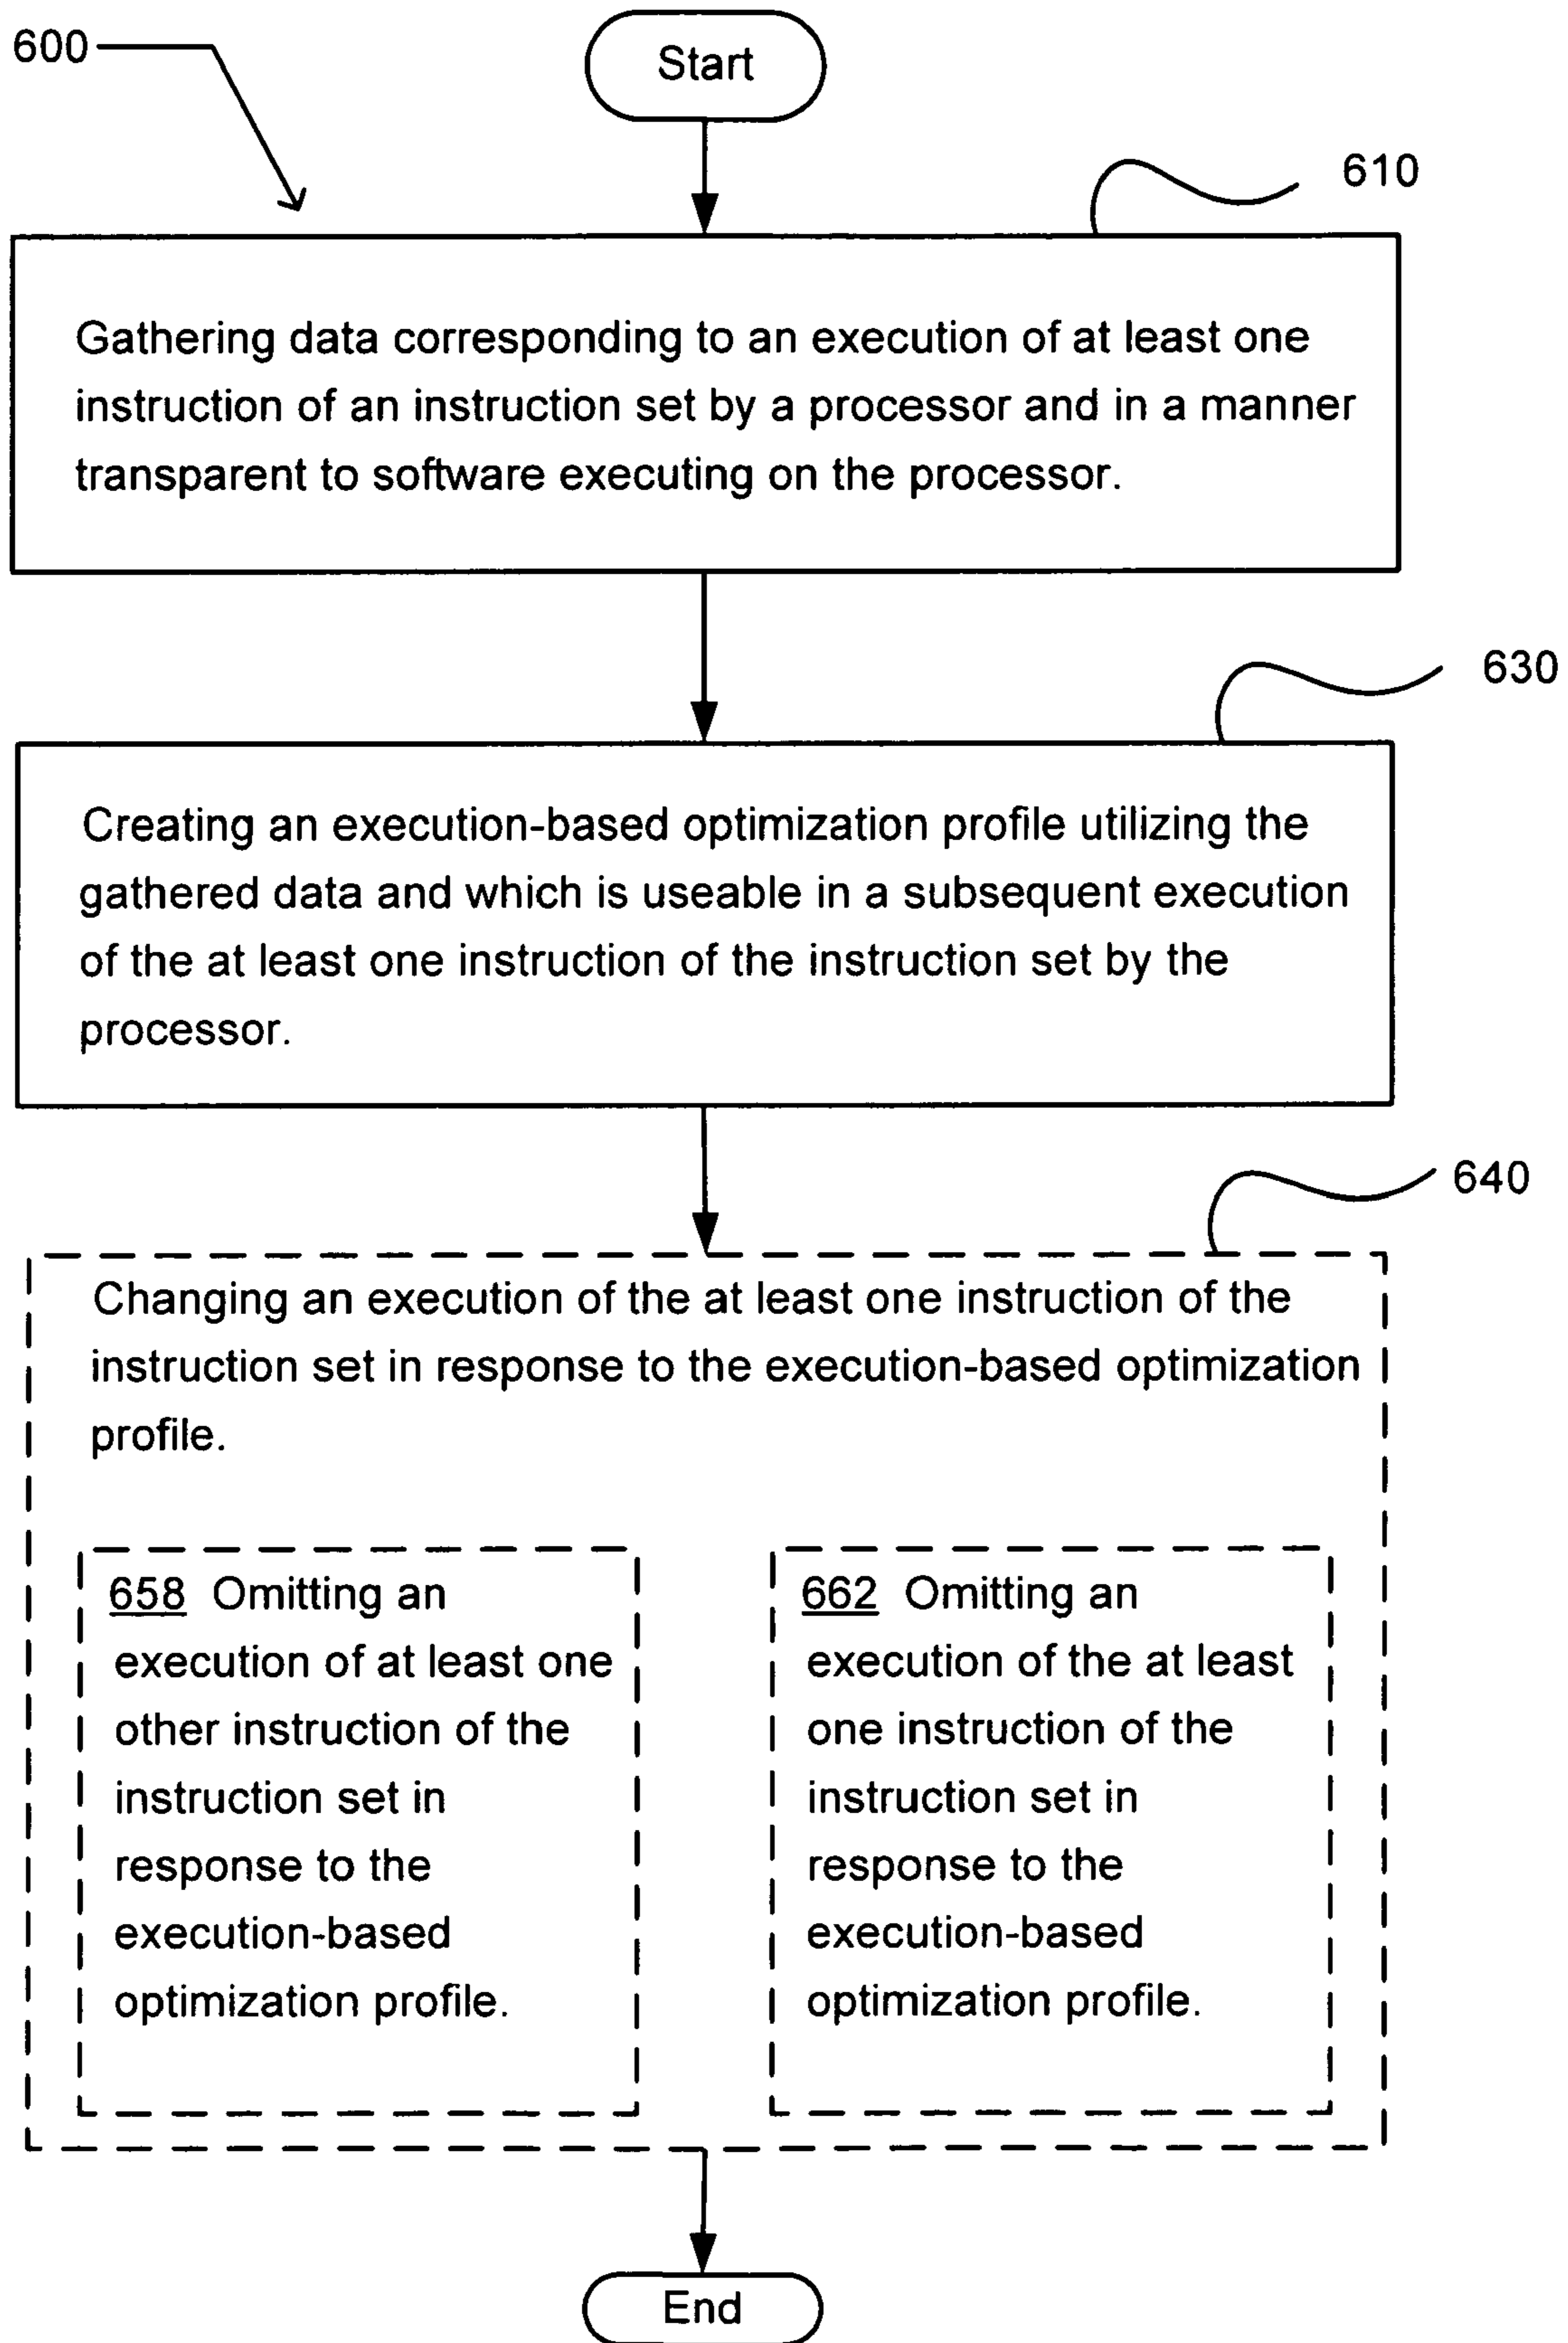 600
Start
610
Gathering data corresponding to an execution of at least one
instruction of an instruction set by a processor and in a manner
transparent to software executing on the processor.
630
Creating an execution-based optimization profile utilizing the
gathered data and which is useable in a subsequent execution
of the at least one instruction of the instruction set by the
processor.
640
Changing an execution of the at least one instruction of the
instruction set in response to the execution-based optimization
profile.
658 Omitting an
execution of at least one
other instruction of the
instruction set in
response to the
execution-based
optimization profile.
662 Omitting an
execution of the at least
one instruction of the
instruction set in
response to the
execution-based
optimization profile.
End